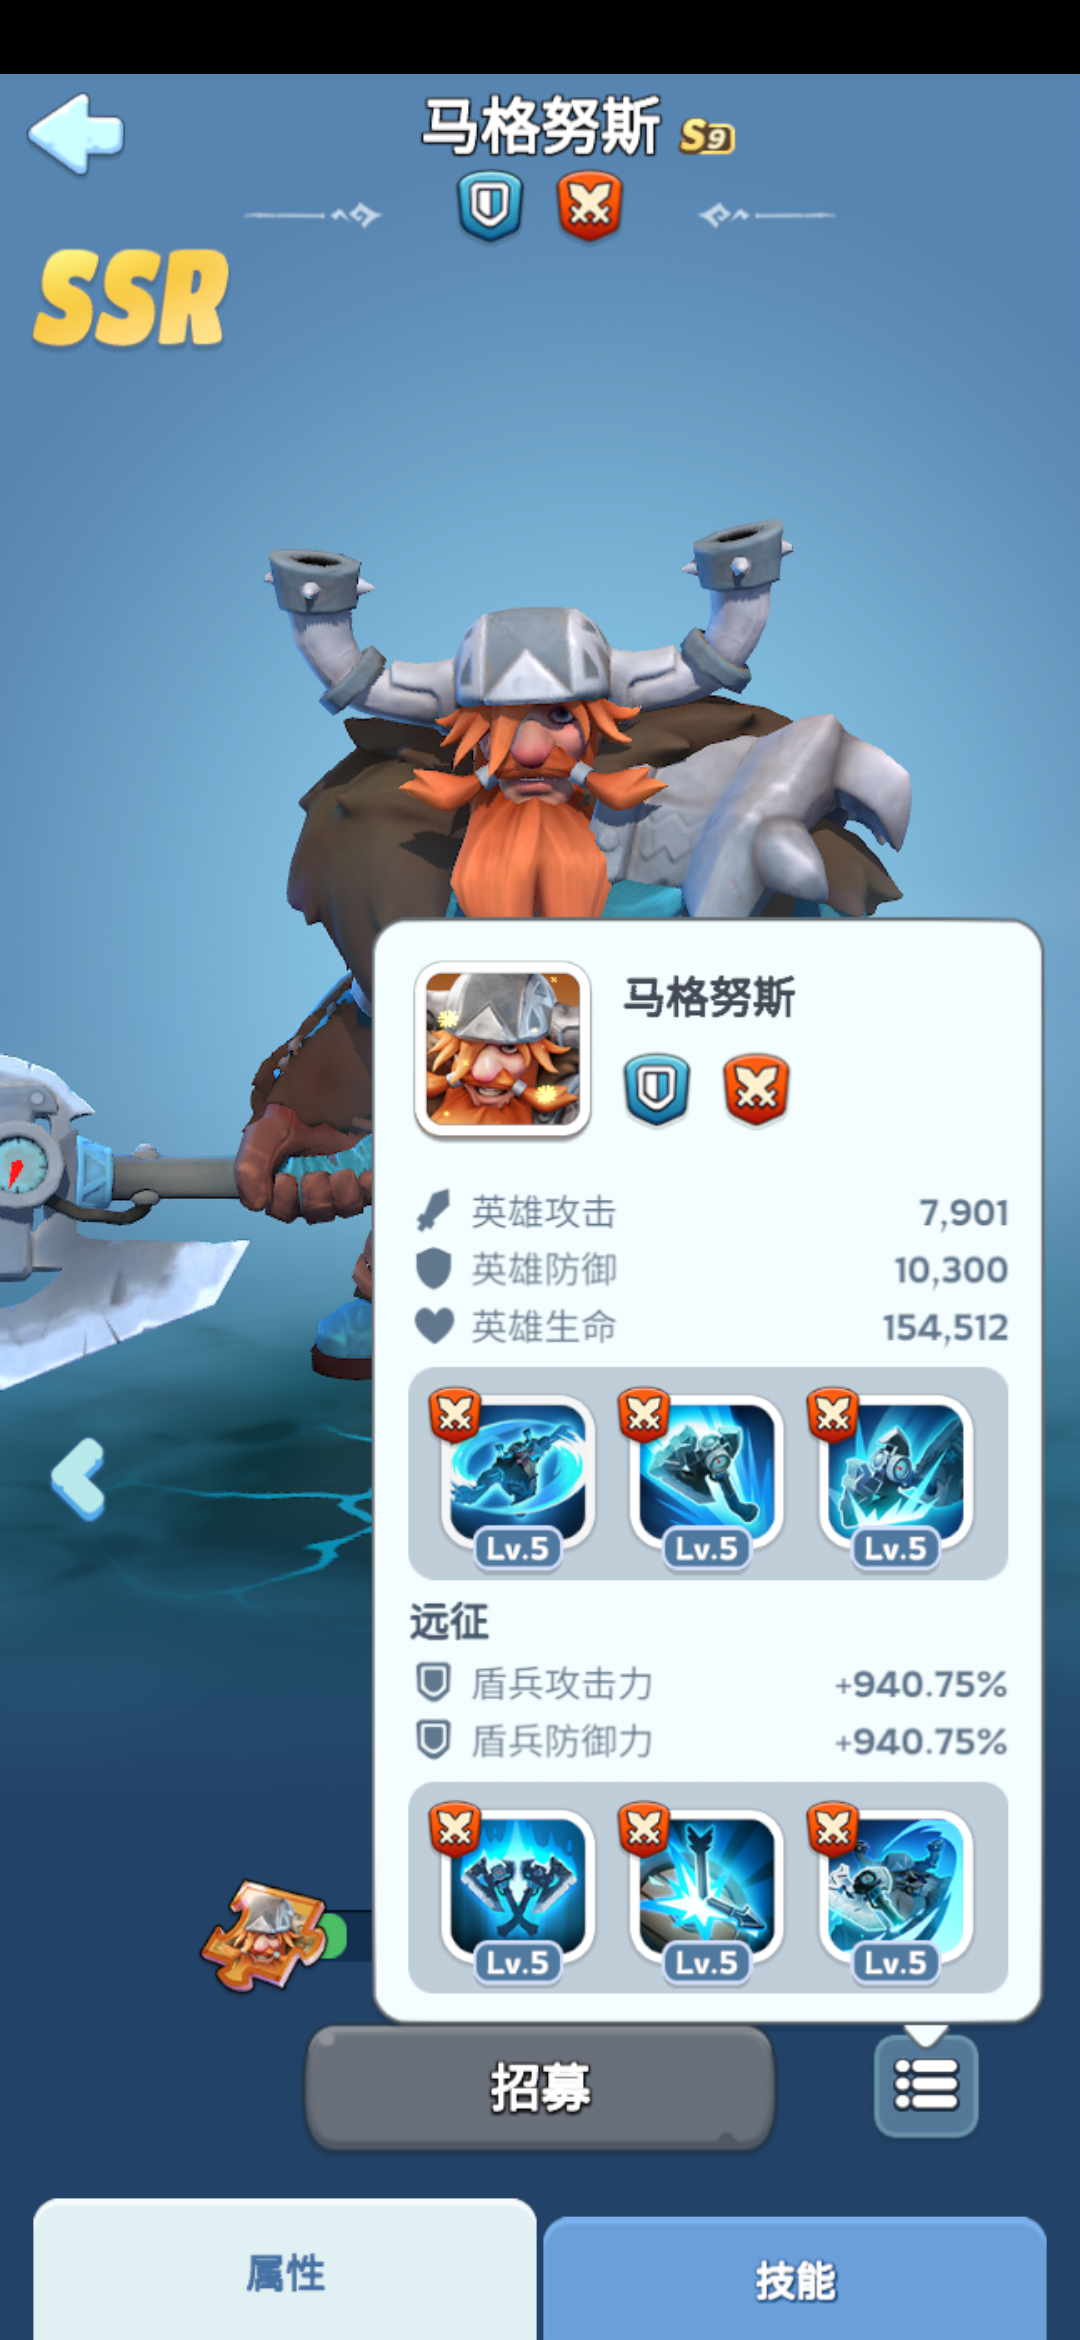 马格努斯 S9
SSR
马格努斯
英雄攻击 7,901
英雄防御 10,300
英雄生命 154,512
Lv.5 Lv.5 Lv.5
远征
盾兵攻击力 +940.75%
盾兵防御力 +940.75%
Lv.5 Lv.5 Lv.5
招募
属性 技能